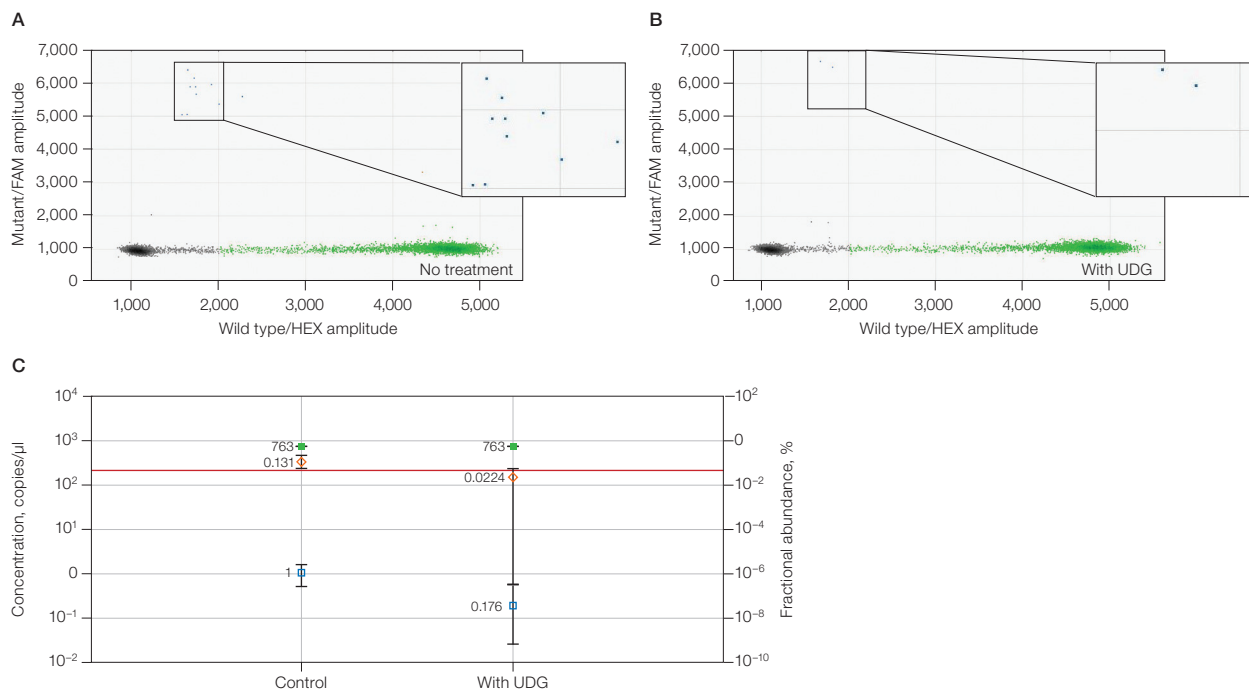 A
7,000
6,000
5,000
4,000
3,000
2,000
1,000
0
Mutant/FAM amplitude
1,000 2,000 3,000 4,000 5,000
Wild type/HEX amplitude
No treatment
B
7,000
6,000
5,000
4,000
3,000
2,000
1,000
0
Mutant/FAM amplitude
1,000 2,000 3,000 4,000 5,000
Wild type/HEX amplitude
With UDG
C
10⁴
10³
10²
10¹
0
10⁻¹
10⁻²
Concentration, copies/µl
763
0.131
1
763
0.0224
0.176
10²
0
10⁻²
10⁻⁴
10⁻⁶
10⁻⁸
10⁻¹⁰
Fractional abundance, %
Control With UDG